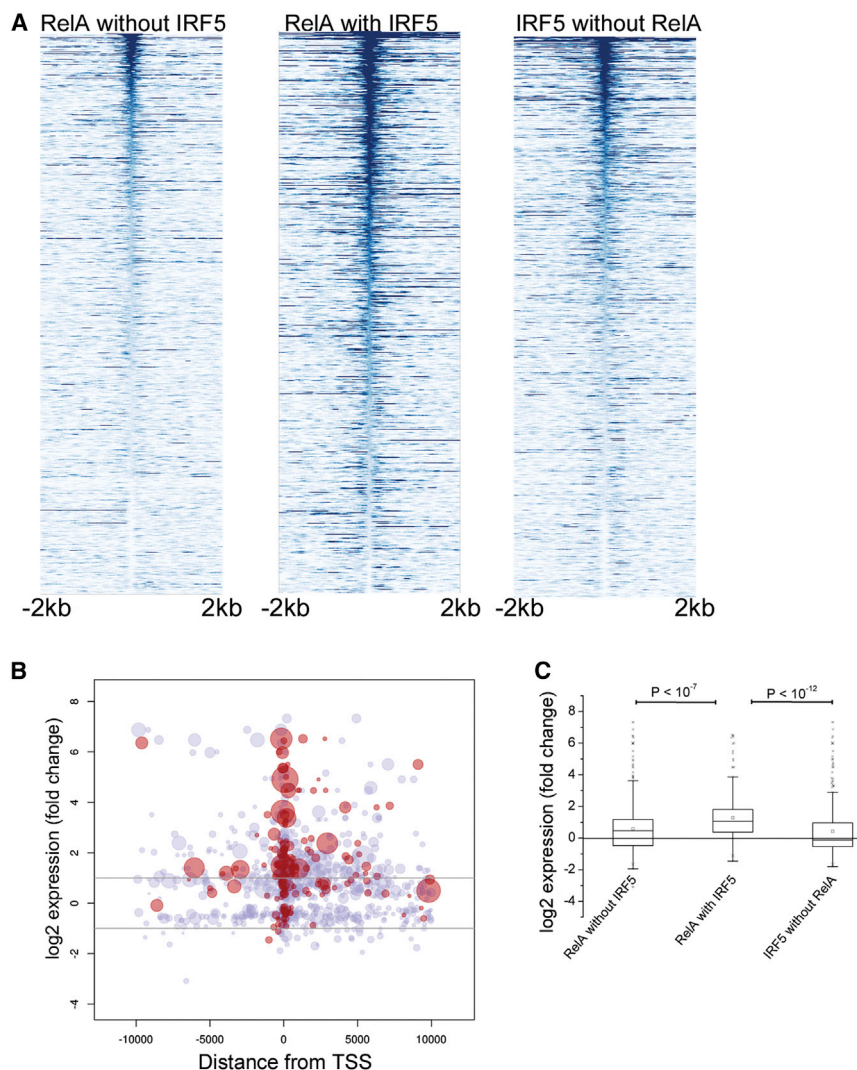 A
RelA without IRF5
RelA with IRF5
IRF5 without RelA
-2kb
2kb
-2kb
2kb
-2kb
2kb
B
log2 expression (fold change)
8
6
4
2
0
-2
-4
-10000
-5000
0
5000
10000
Distance from TSS
C
P < 10-7
P < 10-12
log2 expression (fold change)
8
6
4
2
0
-2
-4
RelA without IRF5
RelA with IRF5
IRF5 without RelA